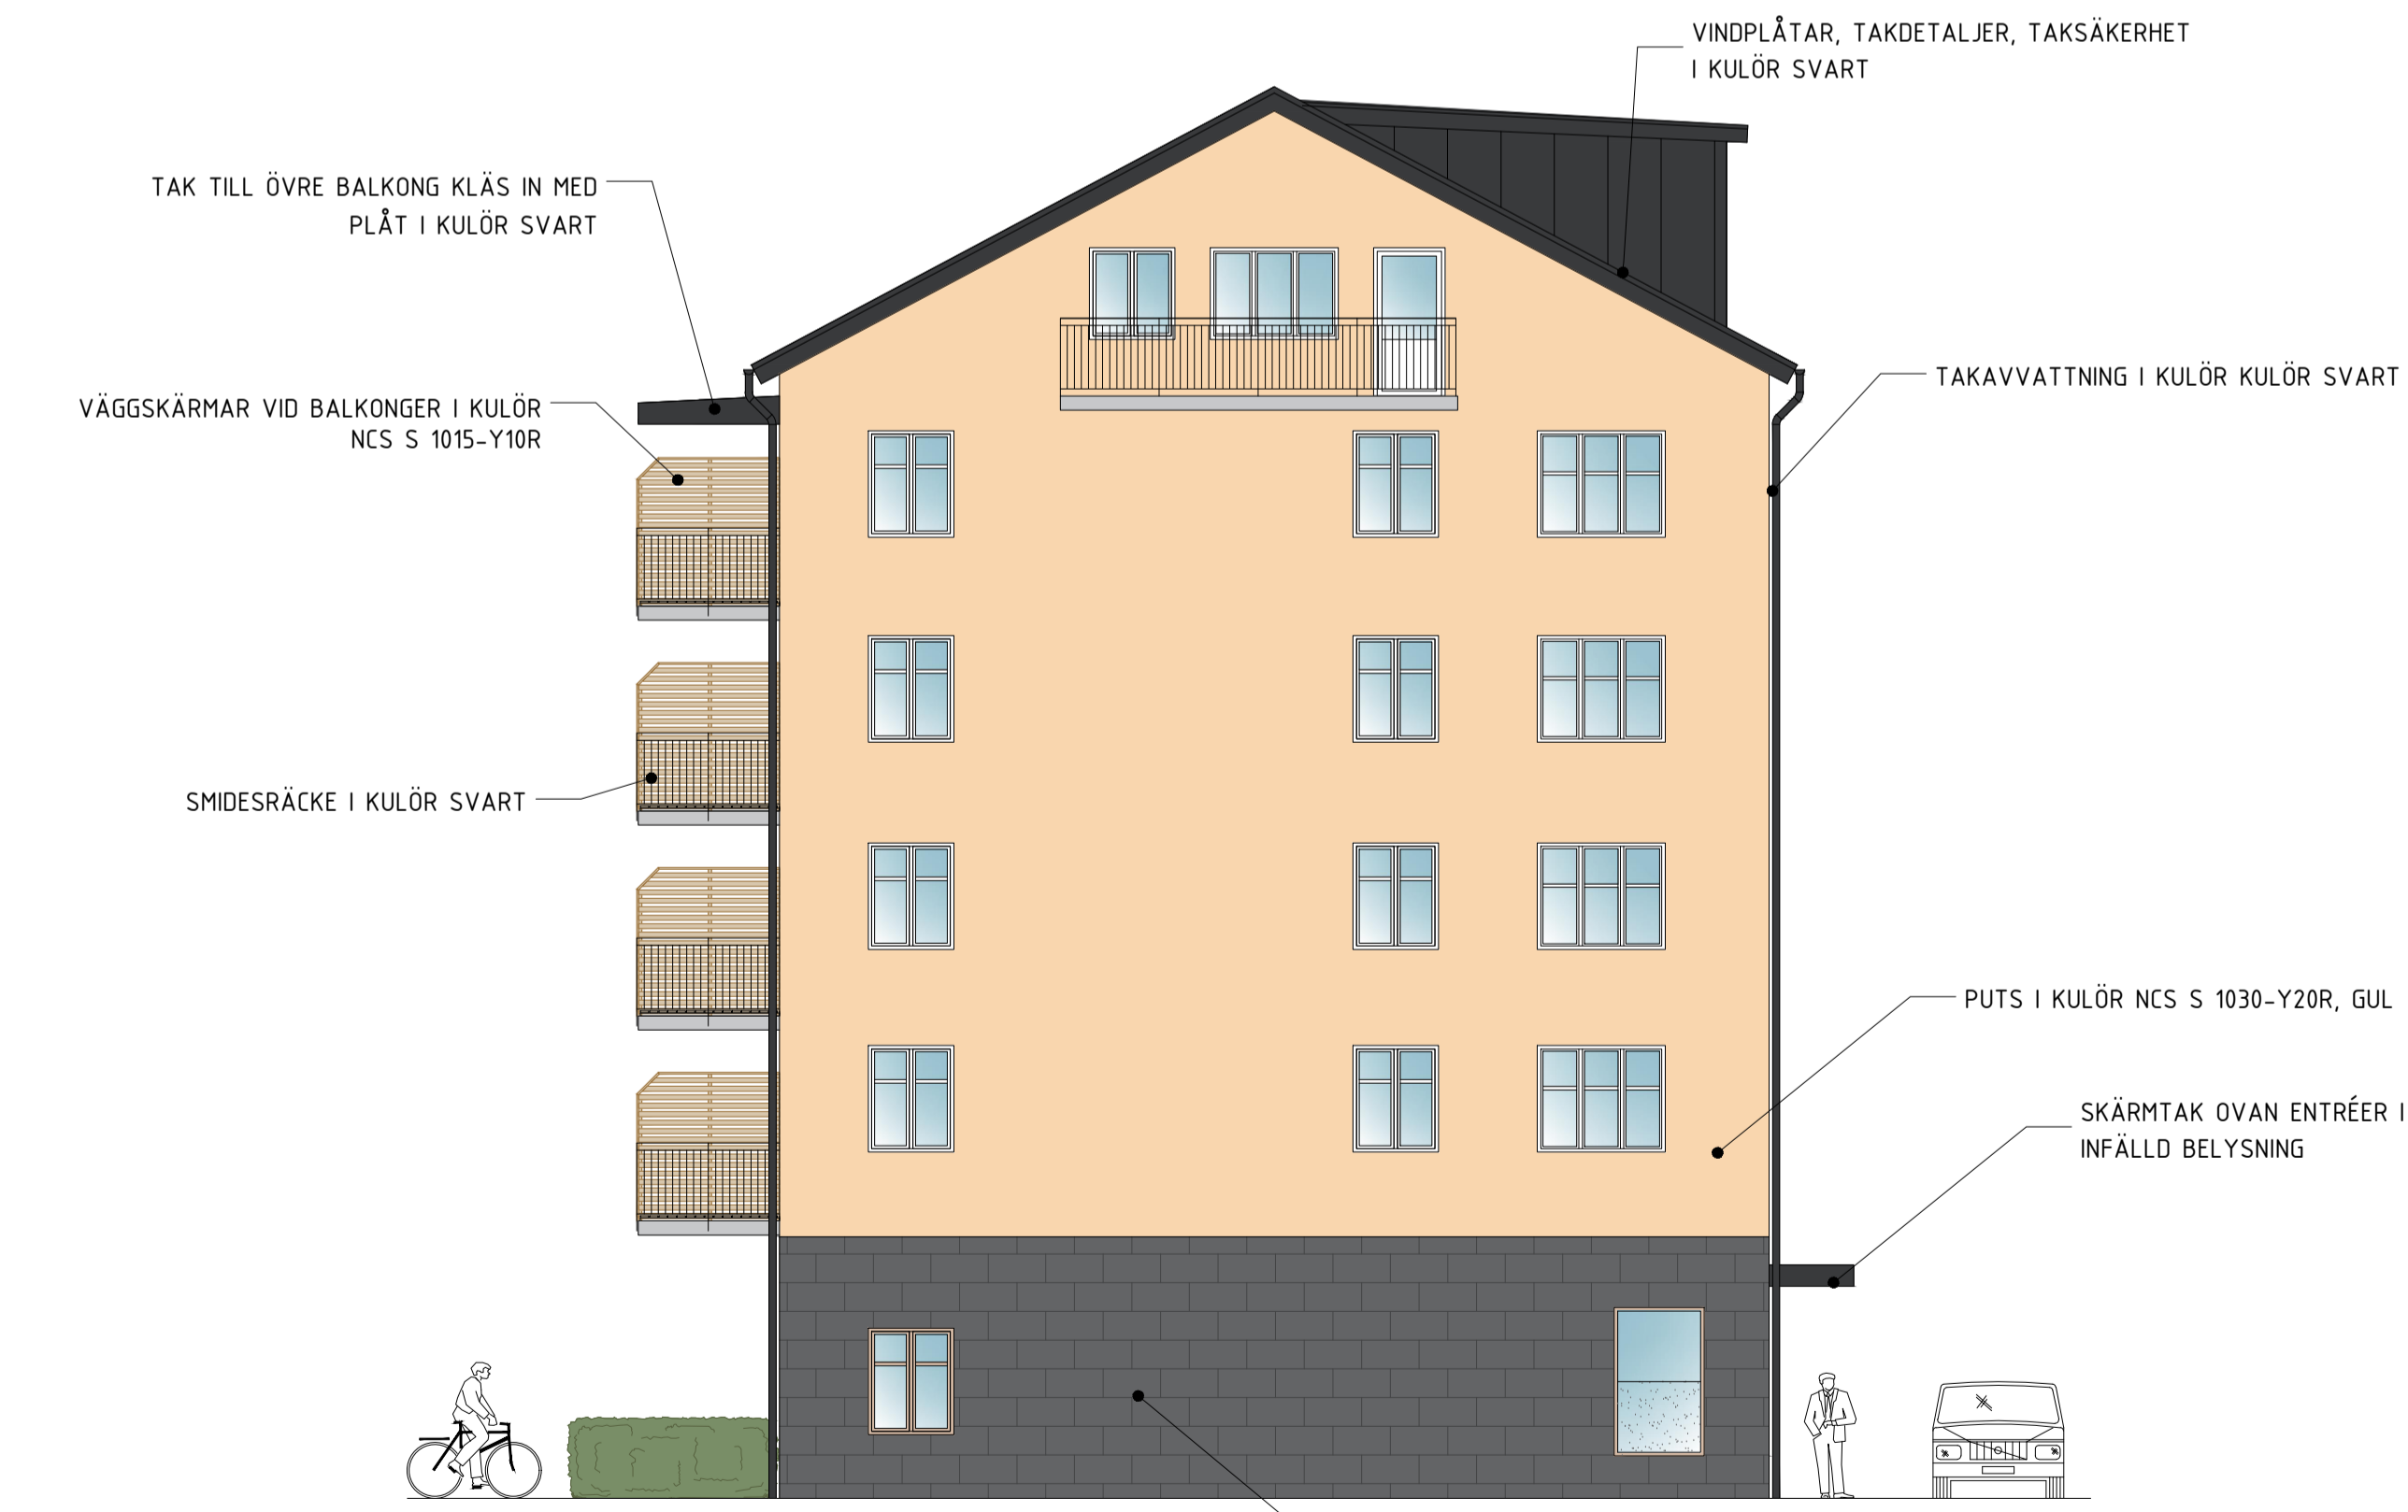 VINDPLÅTAR, TAKDETALJER, TAKSÄKERHET
I KULÖR SVART
TAK TILL ÖVRE BALKONG KLÄS IN MED
PLÅT I KULÖR SVART
TAKAVVATTNING I KULÖR KULÖR SVART
VÄGGSKÄRMAR VID BALKONGER I KULÖR
NCS S 1015-Y10R
SMIDESRÄCKE I KULÖR SVART
PUTS I KULÖR NCS S 1030-Y20R, GUL
SKÄRMTAK OVAN ENTRÉER I
INFÄLLD BELYSNING